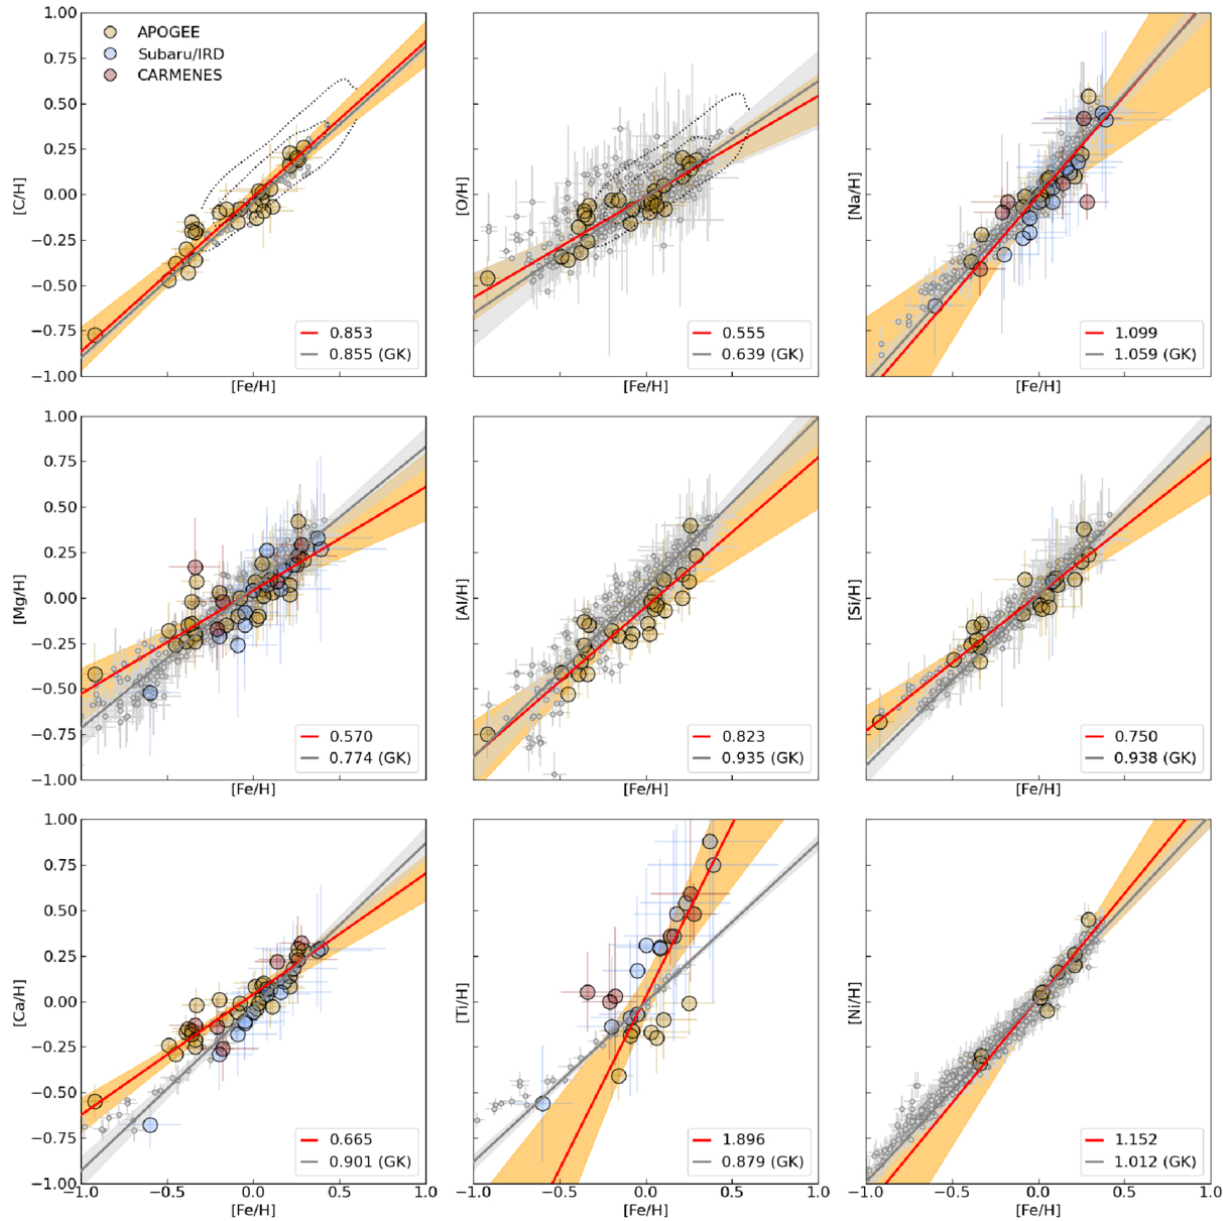 1.00
0.75
0.50
0.25
0.00
−0.25
−0.50
−0.75
−1.00
[C/H]
APOGEE
Subaru/IRD
CARMENES
0.853
0.855 (GK)
[Fe/H]
[O/H]
0.555
0.639 (GK)
[Fe/H]
[Na/H]
1.099
1.059 (GK)
[Fe/H]
1.00
0.75
0.50
0.25
0.00
−0.25
−0.50
−0.75
−1.00
[Mg/H]
0.570
0.774 (GK)
[Fe/H]
[Al/H]
0.823
0.935 (GK)
[Fe/H]
[Si/H]
0.750
0.938 (GK)
[Fe/H]
1.00
0.75
0.50
0.25
0.00
−0.25
−0.50
−0.75
−1.00
[Ca/H]
0.665
0.901 (GK)
−1.0 −0.5 0.0 0.5 1.0
[Fe/H]
[Ti/H]
1.896
0.879 (GK)
−0.5 0.0 0.5 1.0
[Fe/H]
[Ni/H]
1.152
1.012 (GK)
−0.5 0.0 0.5 1.0
[Fe/H]